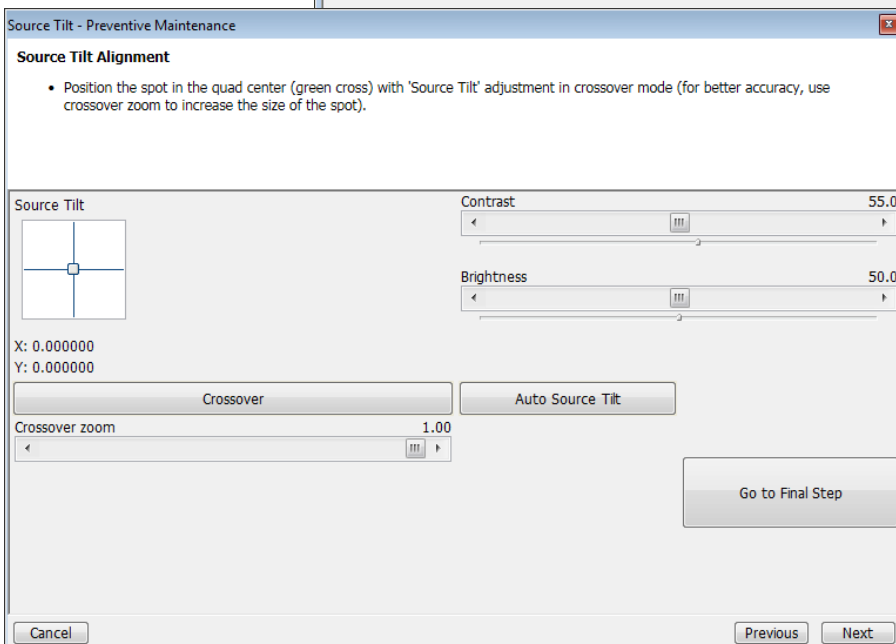 Source Tilt - Preventive Maintenance
Source Tilt Alignment
• Position the spot in the quad center (green cross) with 'Source Tilt' adjustment in crossover mode (for better accuracy, use
crossover zoom to increase the size of the spot).
Source Tilt
Contrast 55.0
Brightness 50.0
X: 0.000000
Y: 0.000000
Crossover
Auto Source Tilt
Crossover zoom 1.00
Go to Final Step
Cancel
Previous
Next